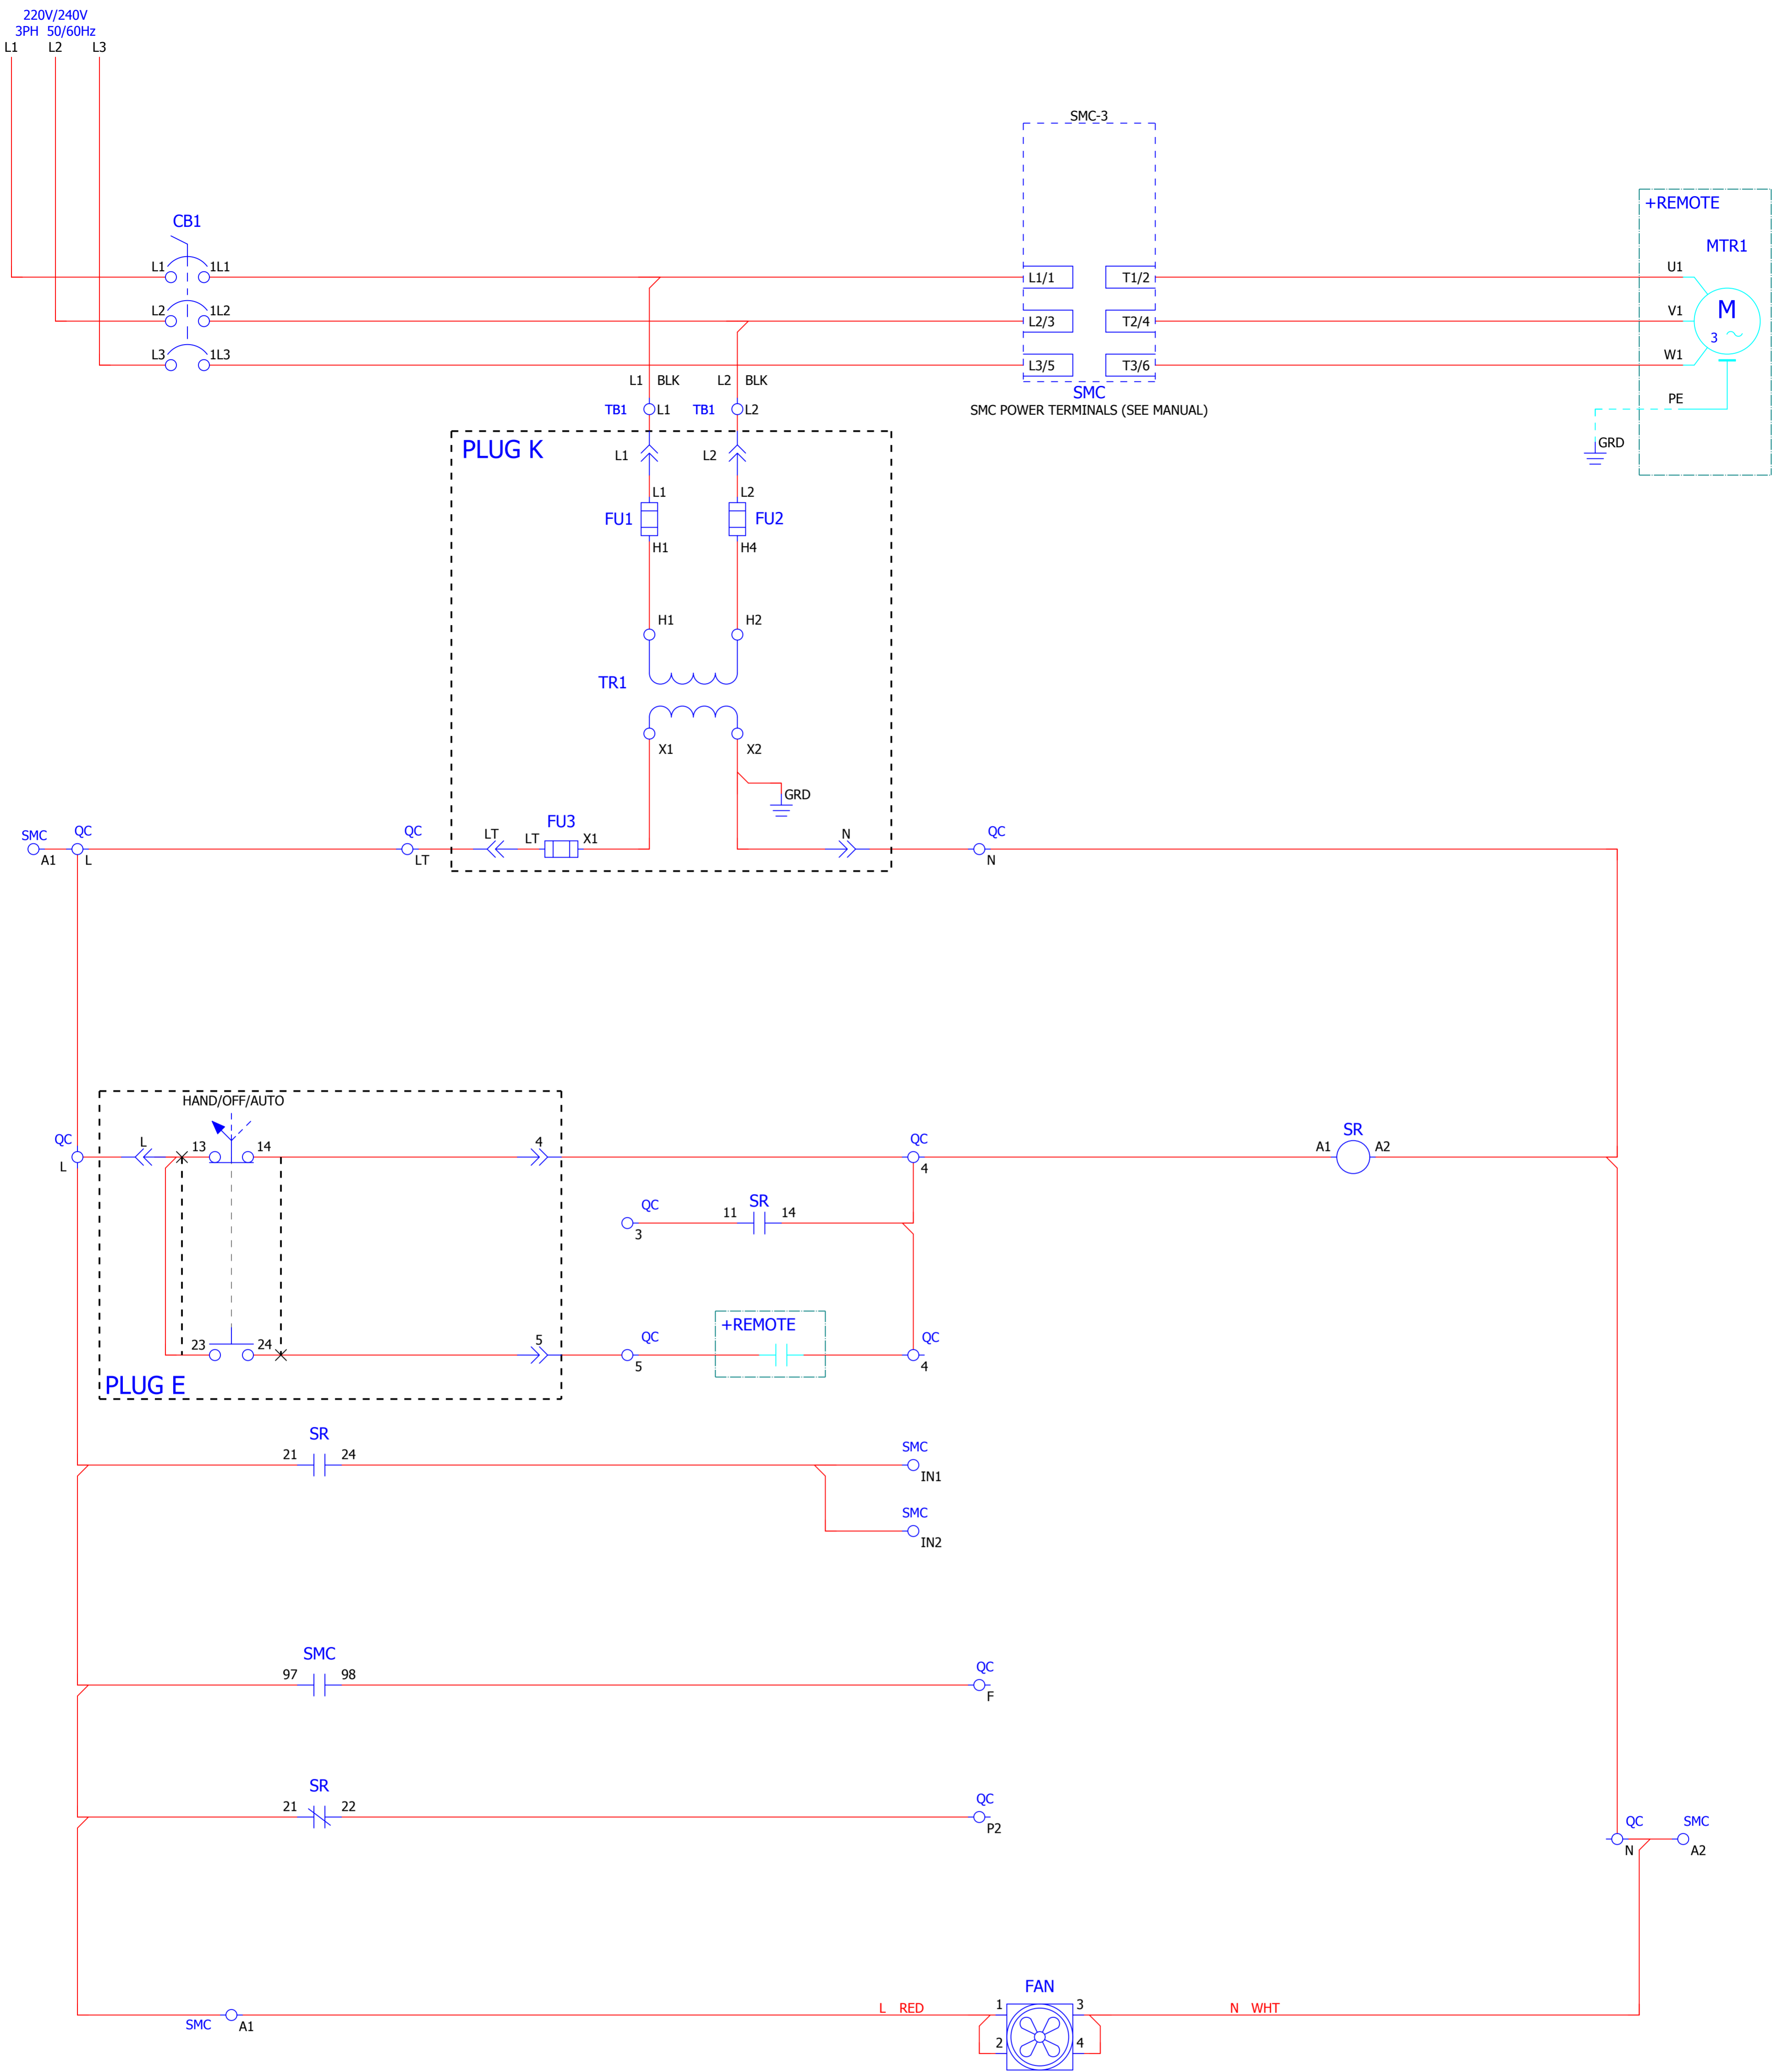 220V/240V
3PH 50/60Hz
L1 L2 L3
SMC-3
+REMOTE
CB1
MTR1
L1 1L1 L1/1 T1/2 U1
L2 1L2 L2/3 T2/4 V1
M
3
L3 1L3 L3/5 T3/6 W1
L1 BLK L2 BLK
SMC
SMC POWER TERMINALS (SEE MANUAL)
TB1 L1 TB1 L2
PE
GRD
PLUG K
L1 L2
L1 L2
FU1 FU2
H1 H4
H1 H2
TR1
X1 X2
GRD
FU3
SMC QC QC LT LT X1 N QC
A1 L LT N
HAND/OFF/AUTO
QC L 13 14 4 QC SR
A1 A2
L 4
QC SR
11 14
3
+REMOTE
23 24 5 QC QC
5 4
PLUG E
SR
21 24 SMC
IN1
SMC
IN2
SMC
97 98 QC
F
SR
21 22 QC
P2
QC SMC
N A2
FAN
L RED 1 3 N WHT
SMC A1
2 4